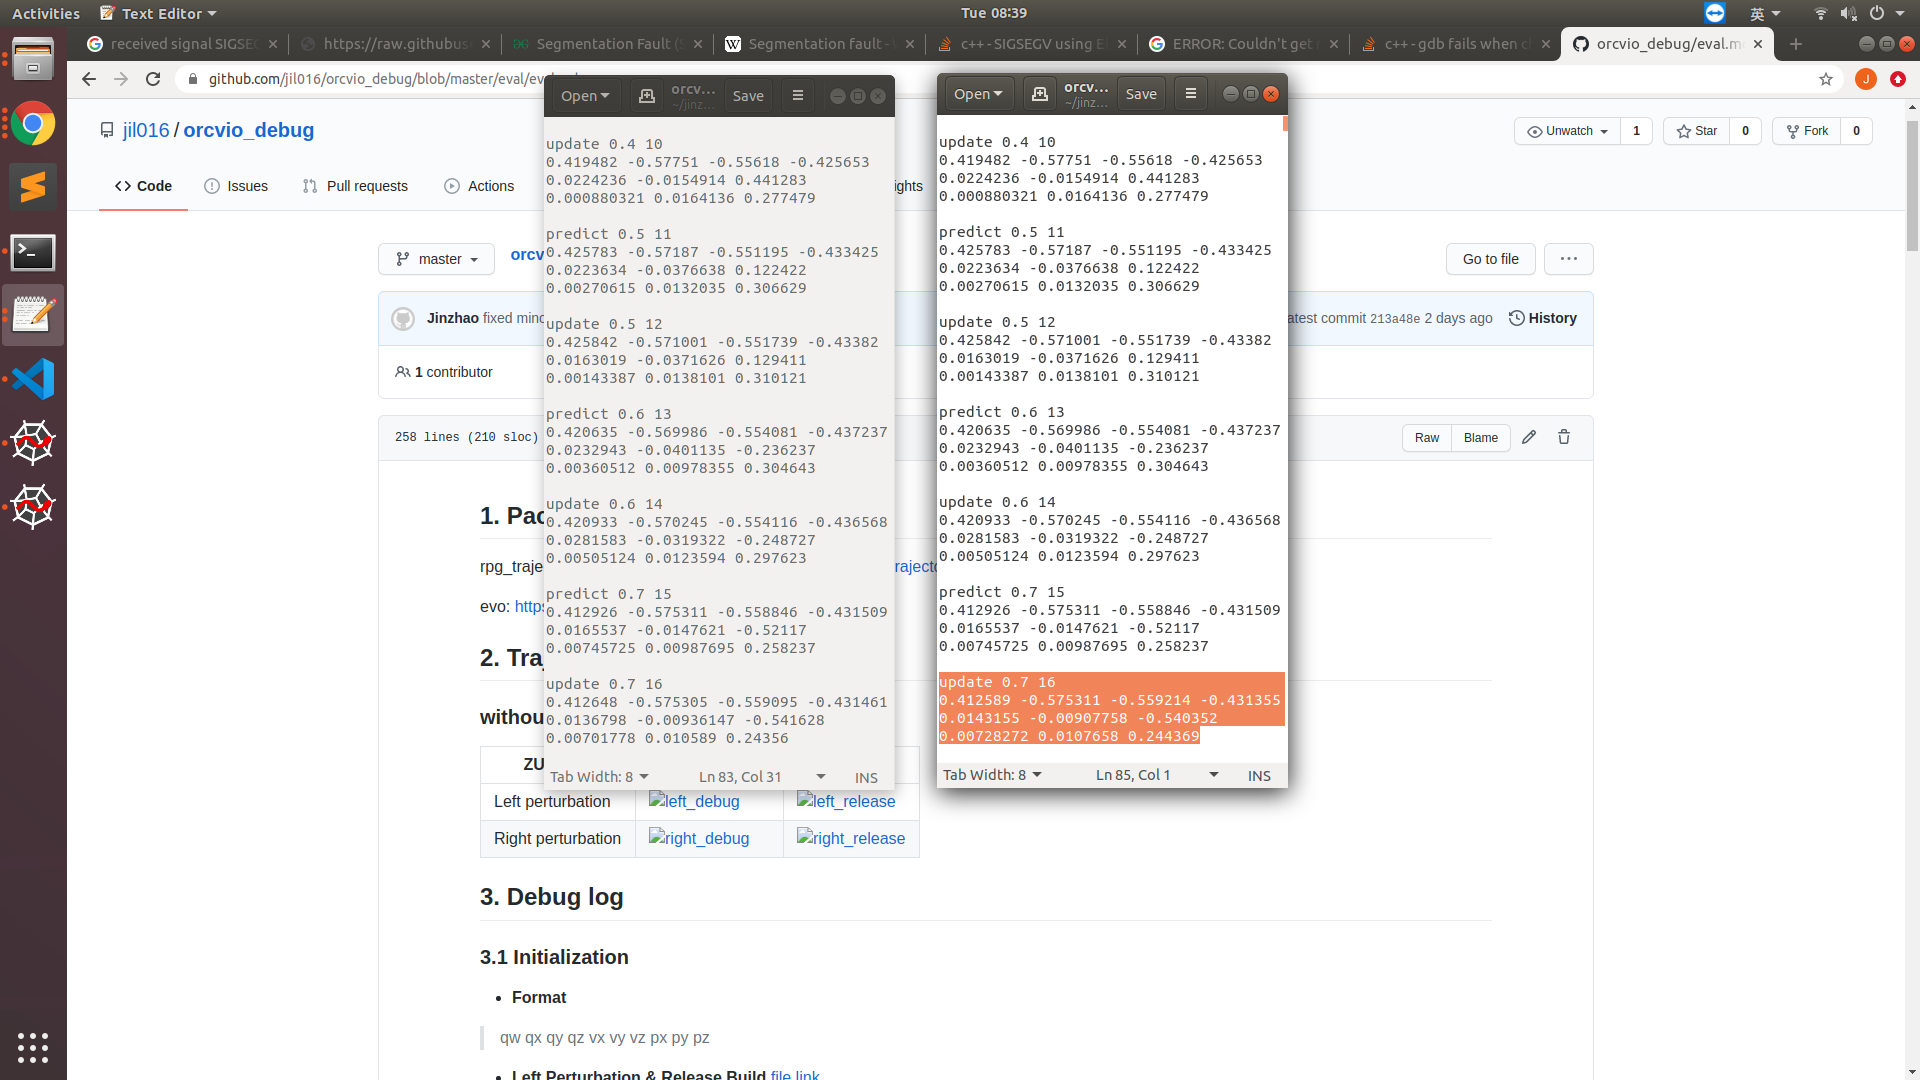 Activities
Text Editor
Tue 08:39
英
received signal SIGSEG
https://raw.githubuse
Segmentation Fault (S
Segmentation fault - W
c++ - SIGSEGV using E
ERROR: Couldn't get r
c++ - gdb fails when c
orcvio_debug/eval.m
github.com/jil016/orcvio_debug/blob/master/eval/ev
J
jil016 / orcvio_debug
Unwatch 1
Star 0
Fork 0
Code
Issues
Pull requests
Actions
ights
master
orcv
Go to file
...
Jinzhao fixed mino
atest commit 213a48e 2 days ago
History
1 contributor
258 lines (210 sloc)
Raw
Blame
1. Pac
rpg_traje
rajecto
evo: https
2. Traj
without
ZU
Left perturbation
left_debug
left_release
Right perturbation
right_debug
right_release
3. Debug log
3.1 Initialization
• Format
qw qx qy qz vx vy vz px py pz
• Left Perturbation & Release Build file link
Open
orcv...
~/jinz...
Save
update 0.4 10
0.419482 -0.57751 -0.55618 -0.425653
0.0224236 -0.0154914 0.441283
0.000880321 0.0164136 0.277479
predict 0.5 11
0.425783 -0.57187 -0.551195 -0.433425
0.0223634 -0.0376638 0.122422
0.00270615 0.0132035 0.306629
update 0.5 12
0.425842 -0.571001 -0.551739 -0.43382
0.0163019 -0.0371626 0.129411
0.00143387 0.0138101 0.310121
predict 0.6 13
0.420635 -0.569986 -0.554081 -0.437237
0.0232943 -0.0401135 -0.236237
0.00360512 0.00978355 0.304643
update 0.6 14
0.420933 -0.570245 -0.554116 -0.436568
0.0281583 -0.0319322 -0.248727
0.00505124 0.0123594 0.297623
predict 0.7 15
0.412926 -0.575311 -0.558846 -0.431509
0.0165537 -0.0147621 -0.52117
0.00745725 0.00987695 0.258237
update 0.7 16
0.412648 -0.575305 -0.559095 -0.431461
0.0136798 -0.00936147 -0.541628
0.00701778 0.010589 0.24356
Tab Width: 8
Ln 83, Col 31
INS
Open
orcv...
~/jinz...
Save
update 0.4 10
0.419482 -0.57751 -0.55618 -0.425653
0.0224236 -0.0154914 0.441283
0.000880321 0.0164136 0.277479
predict 0.5 11
0.425783 -0.57187 -0.551195 -0.433425
0.0223634 -0.0376638 0.122422
0.00270615 0.0132035 0.306629
update 0.5 12
0.425842 -0.571001 -0.551739 -0.43382
0.0163019 -0.0371626 0.129411
0.00143387 0.0138101 0.310121
predict 0.6 13
0.420635 -0.569986 -0.554081 -0.437237
0.0232943 -0.0401135 -0.236237
0.00360512 0.00978355 0.304643
update 0.6 14
0.420933 -0.570245 -0.554116 -0.436568
0.0281583 -0.0319322 -0.248727
0.00505124 0.0123594 0.297623
predict 0.7 15
0.412926 -0.575311 -0.558846 -0.431509
0.0165537 -0.0147621 -0.52117
0.00745725 0.00987695 0.258237
update 0.7 16
0.412589 -0.575311 -0.559214 -0.431355
0.0143155 -0.00907758 -0.540352
0.00728272 0.0107658 0.244369
Tab Width: 8
Ln 85, Col 1
INS